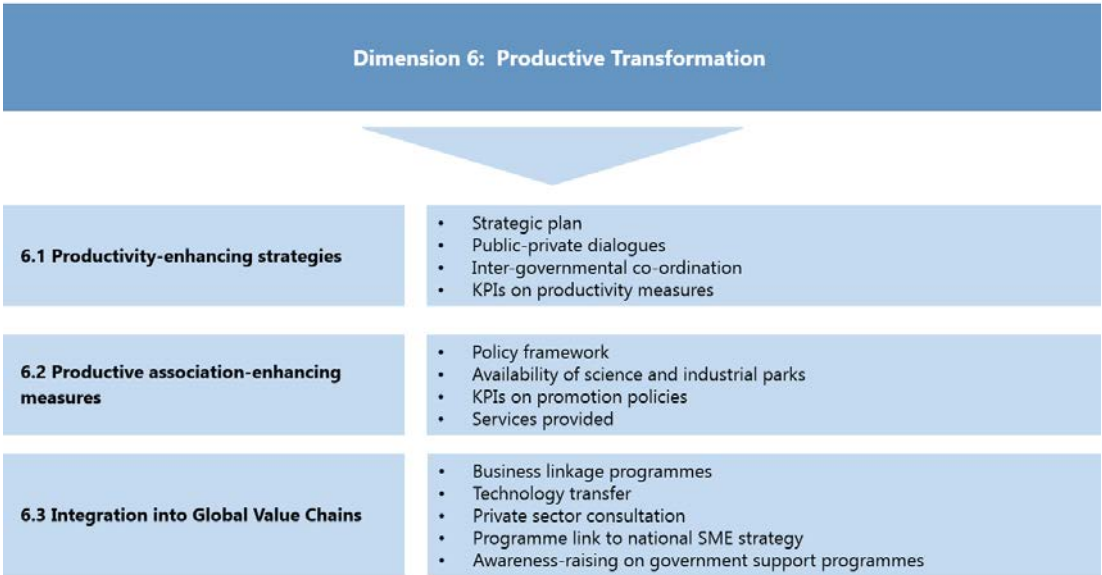 Dimension 6: Productive Transformation
6.1 Productivity-enhancing strategies
• Strategic plan
• Public-private dialogues
• Inter-governmental co-ordination
• KPIs on productivity measures
6.2 Productive association-enhancing
measures
• Policy framework
• Availability of science and industrial parks
• KPIs on promotion policies
• Services provided
6.3 Integration into Global Value Chains
• Business linkage programmes
• Technology transfer
• Private sector consultation
• Programme link to national SME strategy
• Awareness-raising on government support programmes